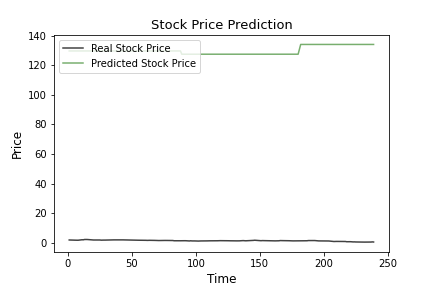 Stock Price Prediction
Real Stock Price
Predicted Stock Price
Price
140
120
100
80
60
40
20
0
0 50 100 150 200 250
Time